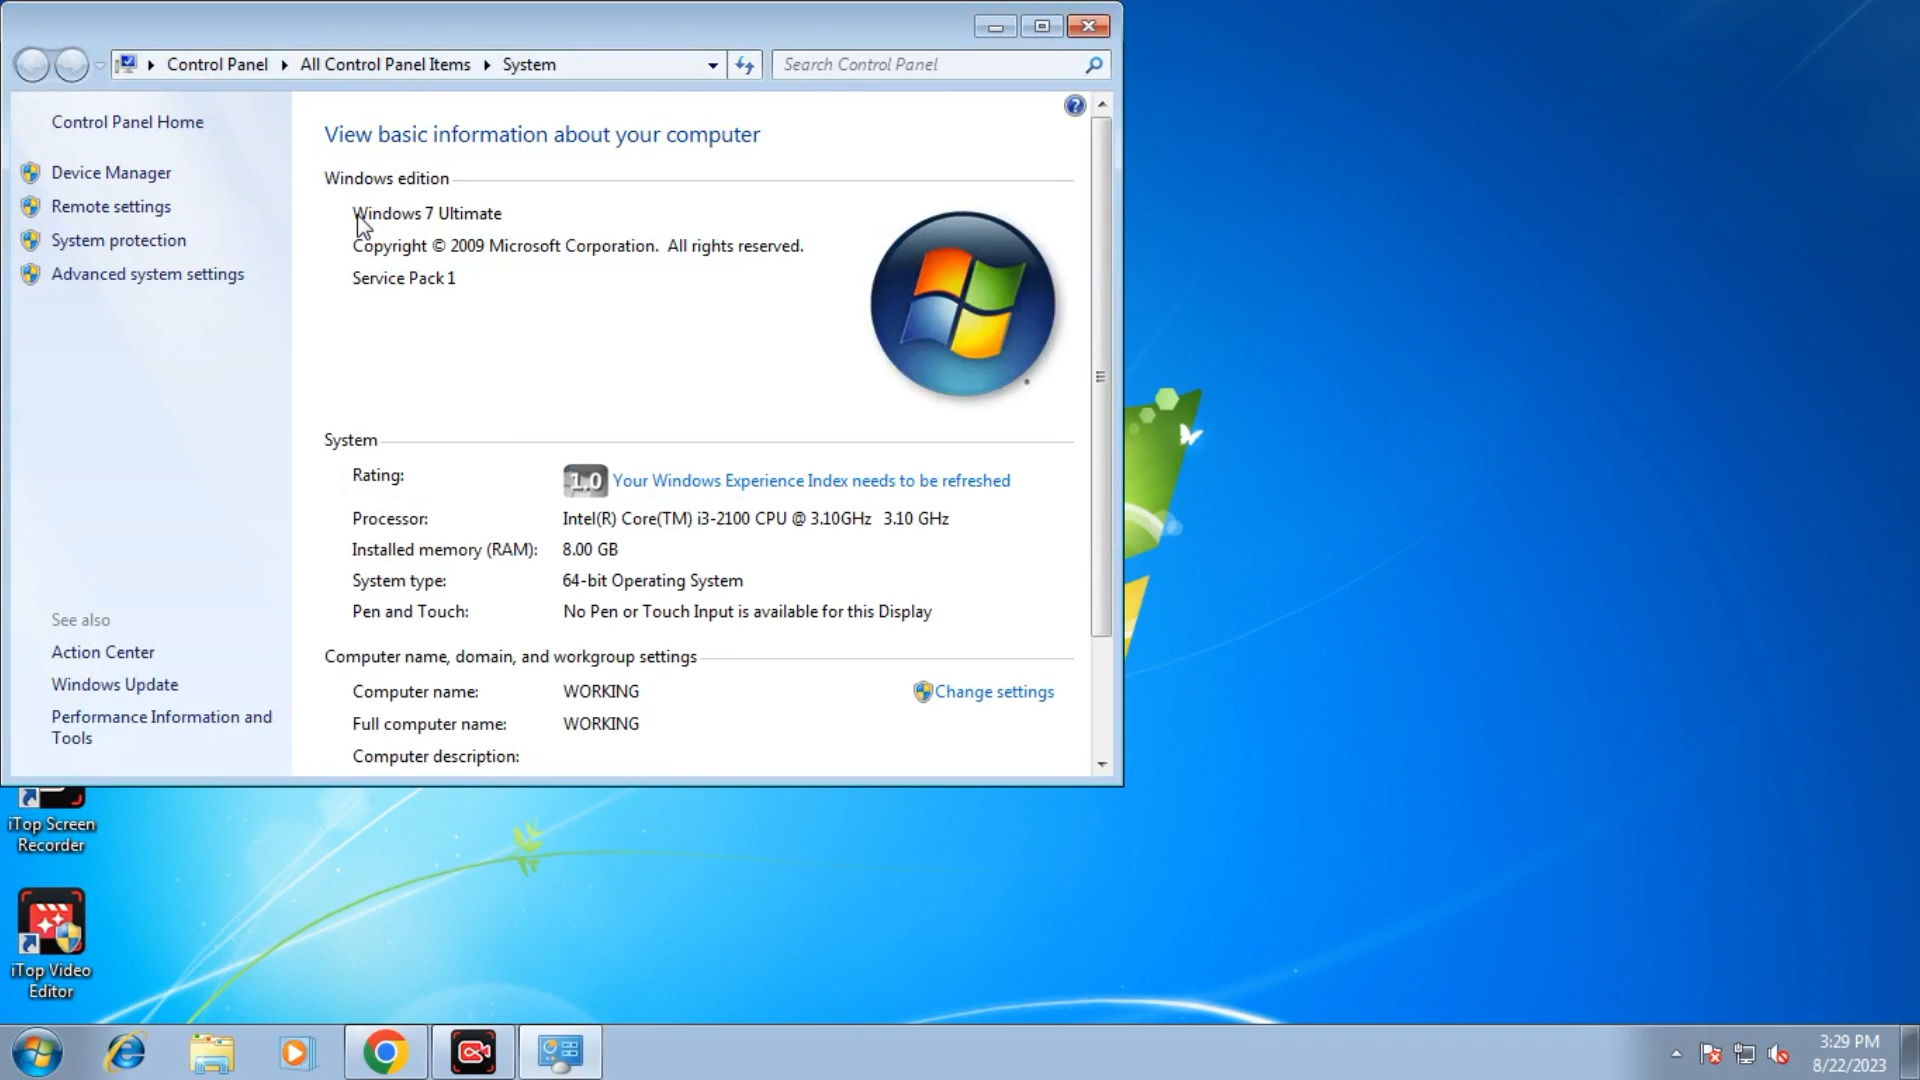 Control Panel All Control Panel Items System
Search Control Panel
Control Panel Home
Device Manager
Remote settings
System protection
Advanced system settings
See also
Action Center
Windows Update
Performance Information and
Tools
View basic information about your computer
Windows edition
Windows 7 Ultimate
Copyright © 2009 Microsoft Corporation. All rights reserved.
Service Pack 1
System
Rating: 1.0 Your Windows Experience Index needs to be refreshed
Processor: Intel(R) Core(TM) i3-2100 CPU @ 3.10GHz 3.10 GHz
Installed memory (RAM): 8.00 GB
System type: 64-bit Operating System
Pen and Touch: No Pen or Touch Input is available for this Display
Computer name, domain, and workgroup settings
Computer name: WORKING Change settings
Full computer name: WORKING
Computer description:
iTop Screen
Recorder
iTop Video
Editor
3:29 PM
8/22/2023